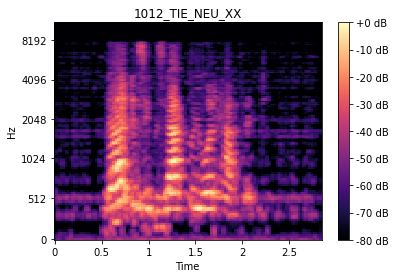 1012_TIE_NEU_XX
Hz
8192
4096
2048
1024
512
0
0
0.5
1
1.5
2
2.5
Time
+0 dB
-10 dB
-20 dB
-30 dB
-40 dB
-50 dB
-60 dB
-70 dB
-80 dB